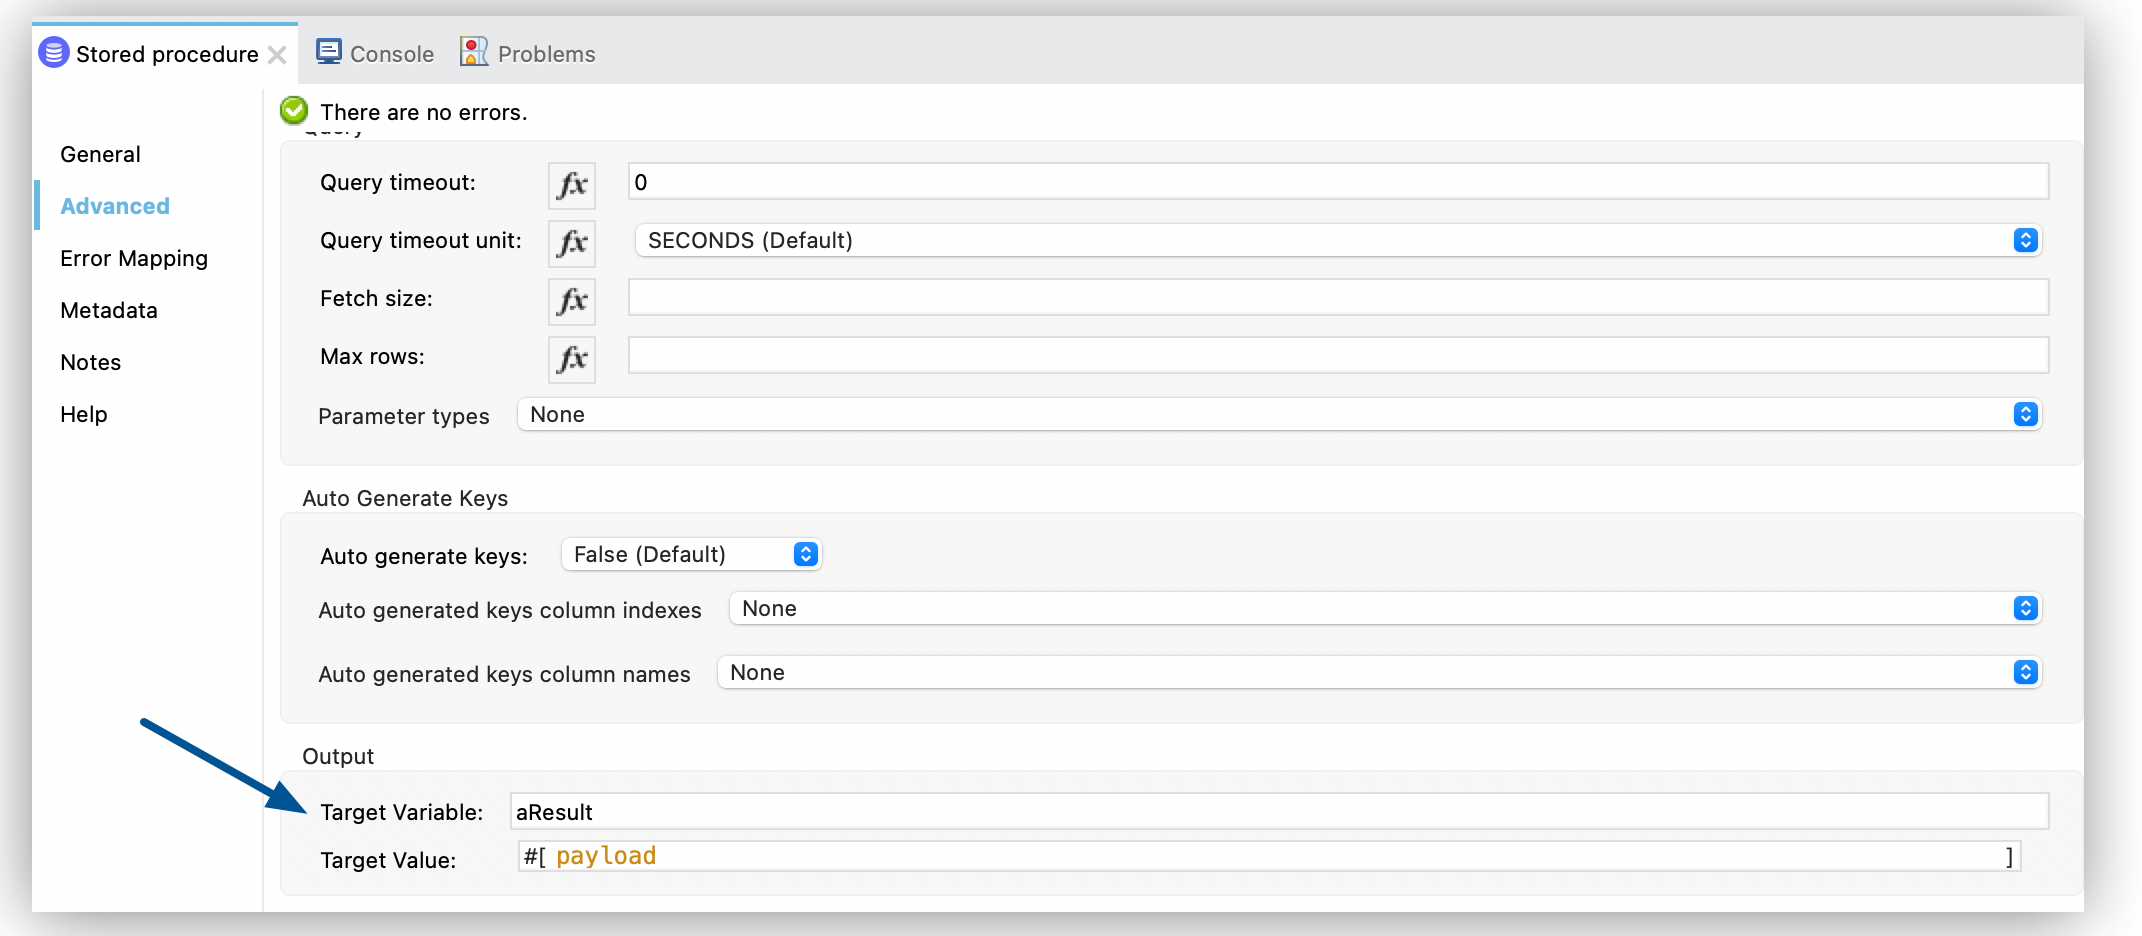 Stored procedure
Console
Problems
There are no errors.
General
Advanced
Error Mapping
Metadata
Notes
Help
Query
Query timeout: fx 0
Query timeout unit: fx SECONDS (Default)
Fetch size: fx
Max rows: fx
Parameter types None
Auto Generate Keys
Auto generate keys: False (Default)
Auto generated keys column indexes None
Auto generated keys column names None
Output
Target Variable: aResult
Target Value: #[ payload ]